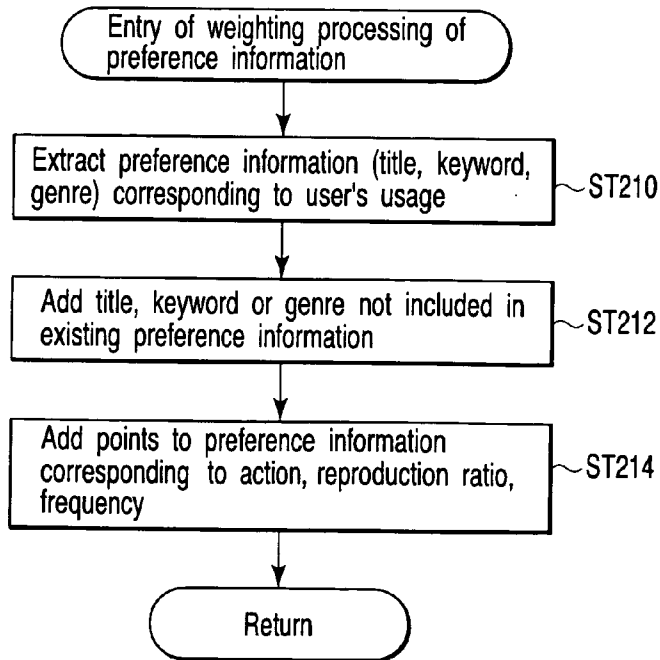 Entry of weighting processing of
preference information
Extract preference information (title, keyword,
genre) corresponding to user's usage
ST210
Add title, keyword or genre not included in
existing preference information
ST212
Add points to preference information
corresponding to action, reproduction ratio,
frequency
ST214
Return